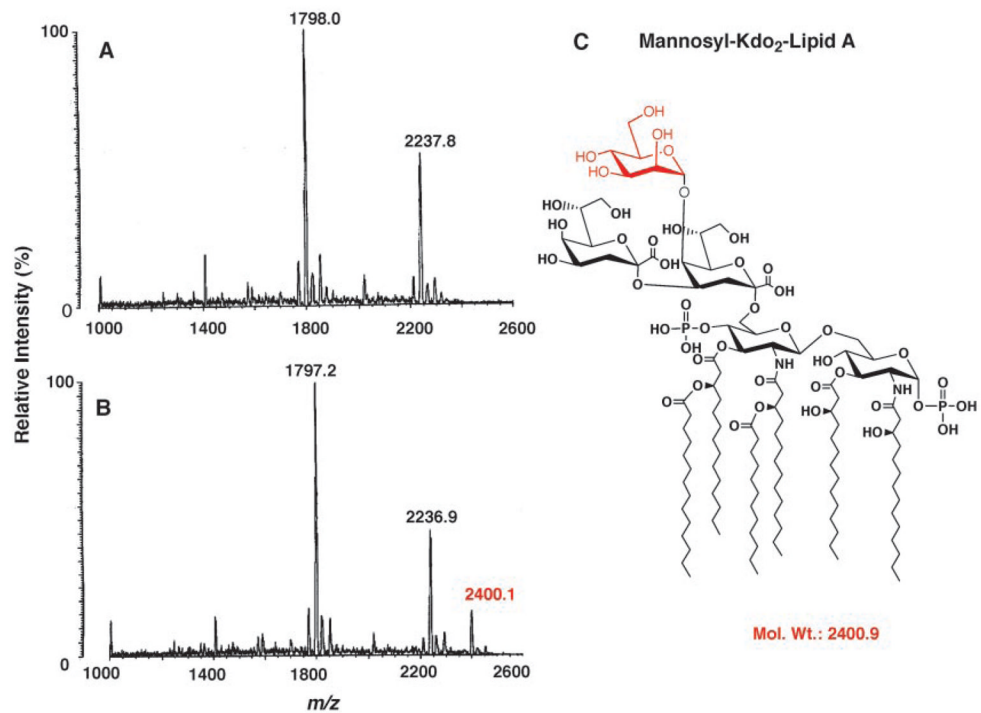 A
1798.0
2237.8
100
0
1000 1400 1800 2200 2600
Relative Intensity (%)
B
1797.2
2236.9
2400.1
100
0
1000 1400 1800 2200 2600
m/z
C Mannosyl-Kdo2-Lipid A
OH
OH
HO
O
HO
O
HO
OH
HO
OH
HO
O
O
HO
OH
OH
O
O
O
OH
O
O
HO-P-O
OH
O
O
O
O
NH
O
O
O
O
O
HO
O
O
O
HO
NH
O
HO
O
O-P-OH
OH
Mol. Wt.: 2400.9